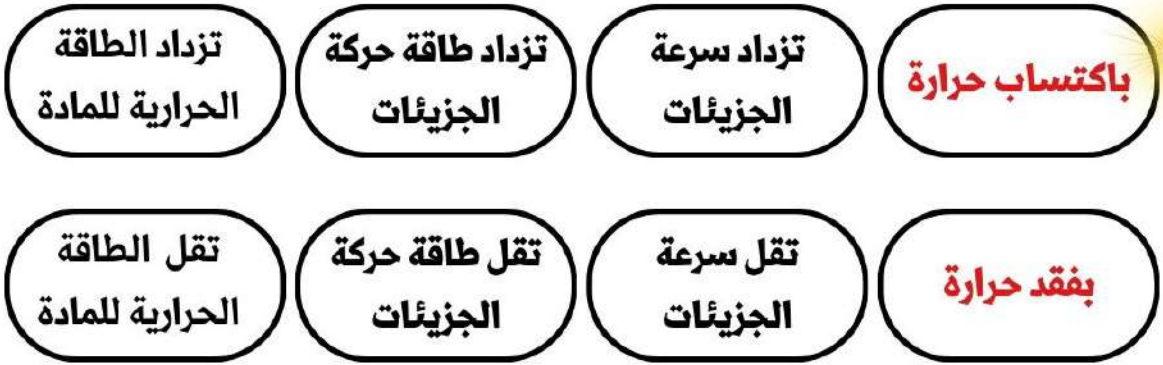 باكتساب حرارة
تزداد سرعة
الجزيئات
تزداد طاقة حركة
الجزيئات
تزداد الطاقة
الحرارية للمادة
بفقد حرارة
تقل سرعة
الجزيئات
تقل طاقة حركة
الجزيئات
تقل الطاقة
الحرارية للمادة